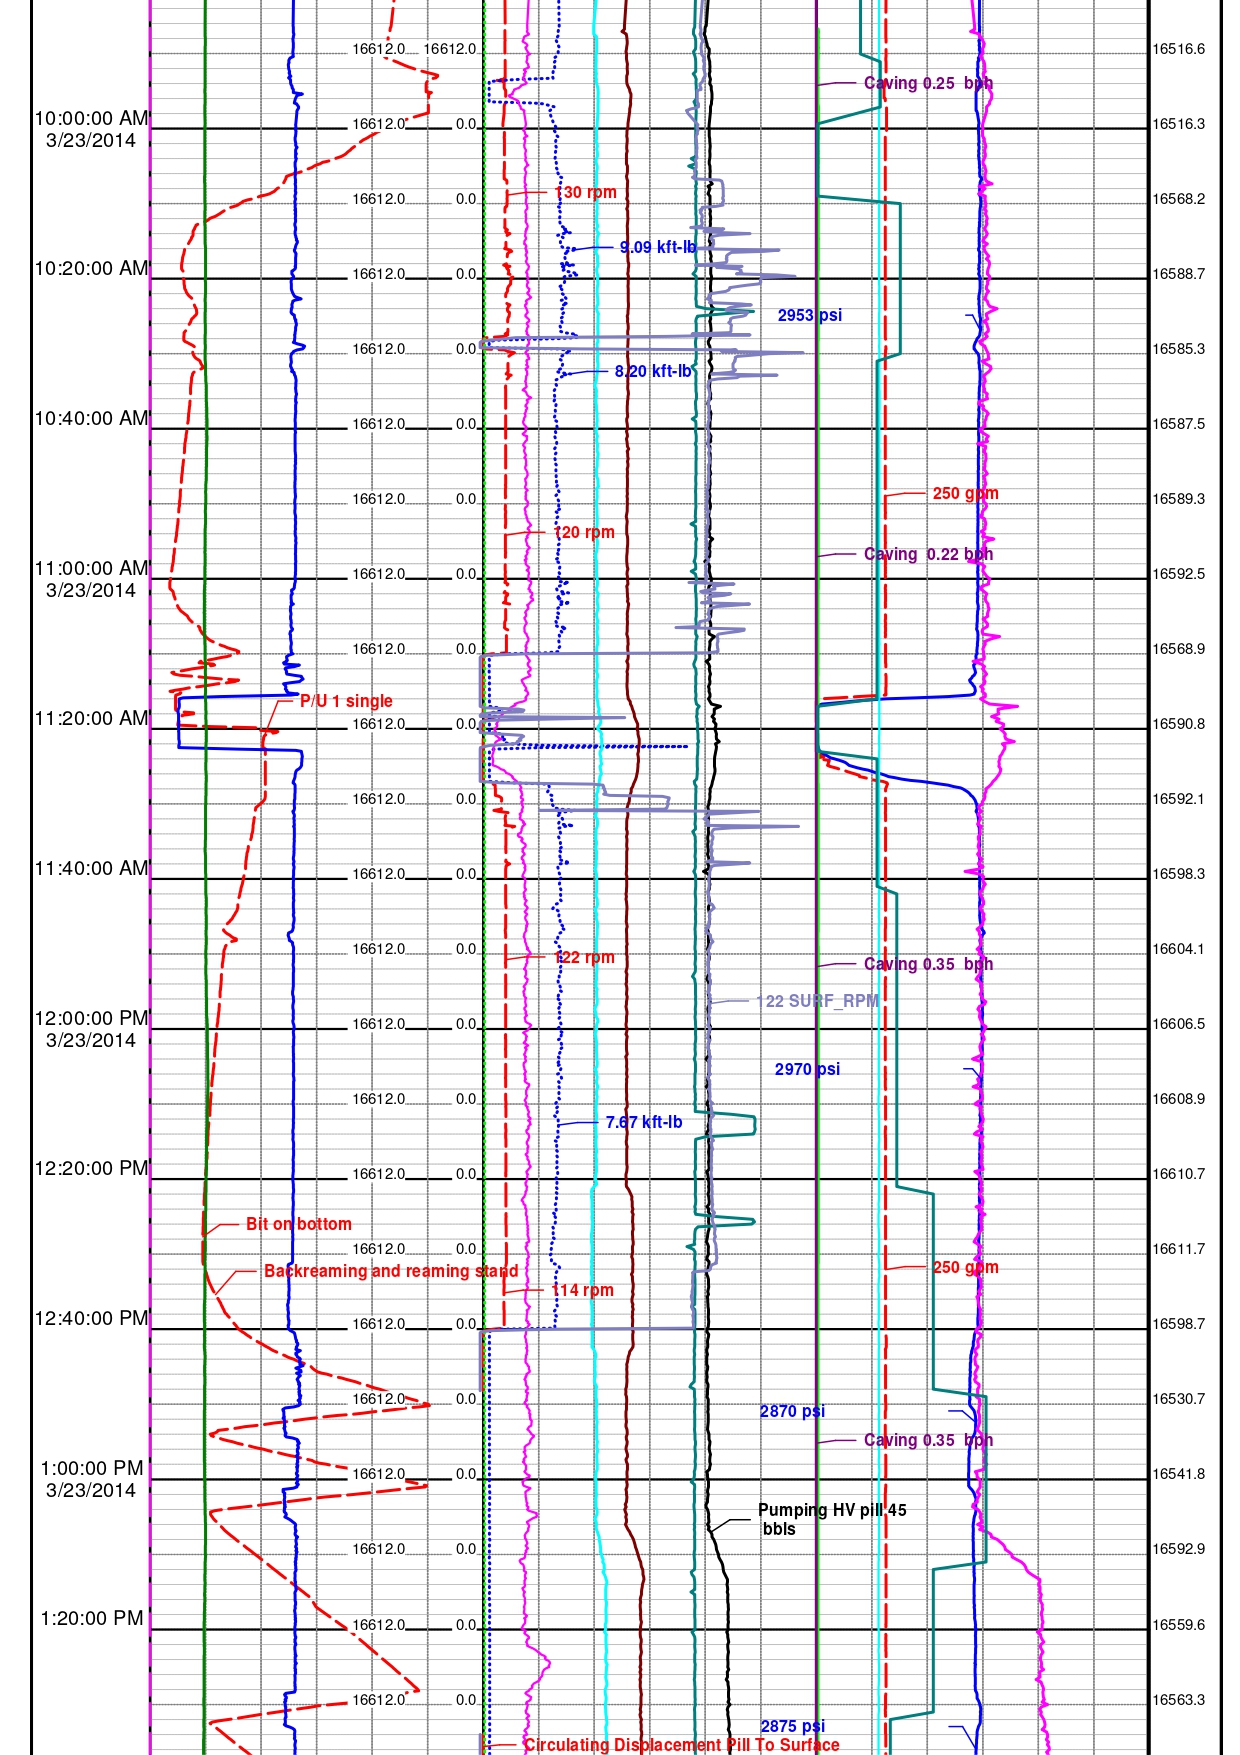 16612.0 16612.0 16516.6
Caving 0.25 bph
10:00:00 AM 16612.0 0.0 16516.3
3/23/2014
130 rpm
16612.0 0.0 16568.2
9.09 kft-lb
10:20:00 AM 16612.0 0.0 16588.7
2953 psi
16612.0 0.0 16585.3
8.20 kft-lb
10:40:00 AM 16612.0 0.0 16587.5
250 gpm
16612.0 0.0 16589.3
120 rpm
Caving 0.22 bph
11:00:00 AM 16612.0 0.0 16592.5
3/23/2014
16612.0 0.0 16568.9
P/U 1 single
11:20:00 AM 16612.0 0.0 16590.8
16612.0 0.0 16592.1
11:40:00 AM 16612.0 0.0 16598.3
16612.0 0.0 16604.1
122 rpm
Caving 0.35 bph
122 SURF_RPM
12:00:00 PM 16612.0 0.0 16606.5
3/23/2014
2970 psi
16612.0 0.0 16608.9
7.67 kft-lb
12:20:00 PM 16612.0 0.0 16610.7
Bit on bottom
16612.0 0.0 16611.7
Backreaming and reaming stand
250 gpm
114 rpm
12:40:00 PM 16612.0 0.0 16598.7
16612.0 0.0 16530.7
2870 psi
Caving 0.35 bph
1:00:00 PM 16612.0 0.0 16541.8
3/23/2014
Pumping HV pill 45
bbls
16612.0 0.0 16592.9
1:20:00 PM 16612.0 0.0 16559.6
16612.0 0.0 16563.3
2875 psi
Circulating Displacement Pill To Surface